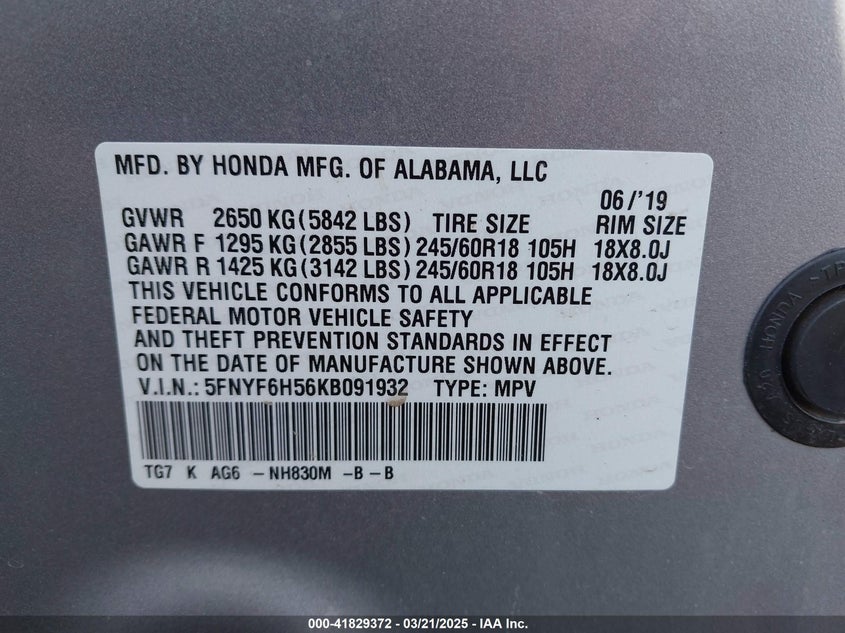 MFD. BY HONDA MFG. OF ALABAMA, LLC
06/'19
GVWR 2650 KG (5842 LBS) TIRE SIZE RIM SIZE
GAWR F 1295 KG (2855 LBS) 245/60R18 105H 18X8.0J
GAWR R 1425 KG (3142 LBS) 245/60R18 105H 18X8.0J
THIS VEHICLE CONFORMS TO ALL APPLICABLE
FEDERAL MOTOR VEHICLE SAFETY
AND THEFT PREVENTION STANDARDS IN EFFECT
ON THE DATE OF MANUFACTURE SHOWN ABOVE.
V.I.N.: 5FNYF6H56KB091932 TYPE: MPV
TG7 K AG6 -NH830M -B -B
HONDA
000-41829372 - 03/21/2025 - IAA Inc.